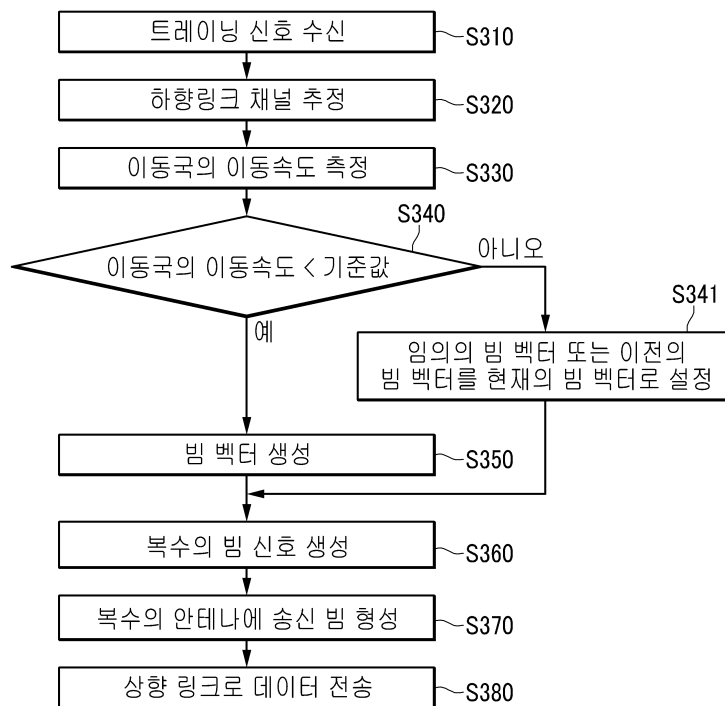 트레이닝 신호 수신
S310
하향링크 채널 추정
S320
이동국의 이동속도 측정
S330
S340
이동국의 이동속도 < 기준값
아니오
예
S341
임의의 빔 벡터 또는 이전의
빔 벡터를 현재의 빔 벡터로 설정
빔 벡터 생성
S350
복수의 빔 신호 생성
S360
복수의 안테나에 송신 빔 형성
S370
상향 링크로 데이터 전송
S380